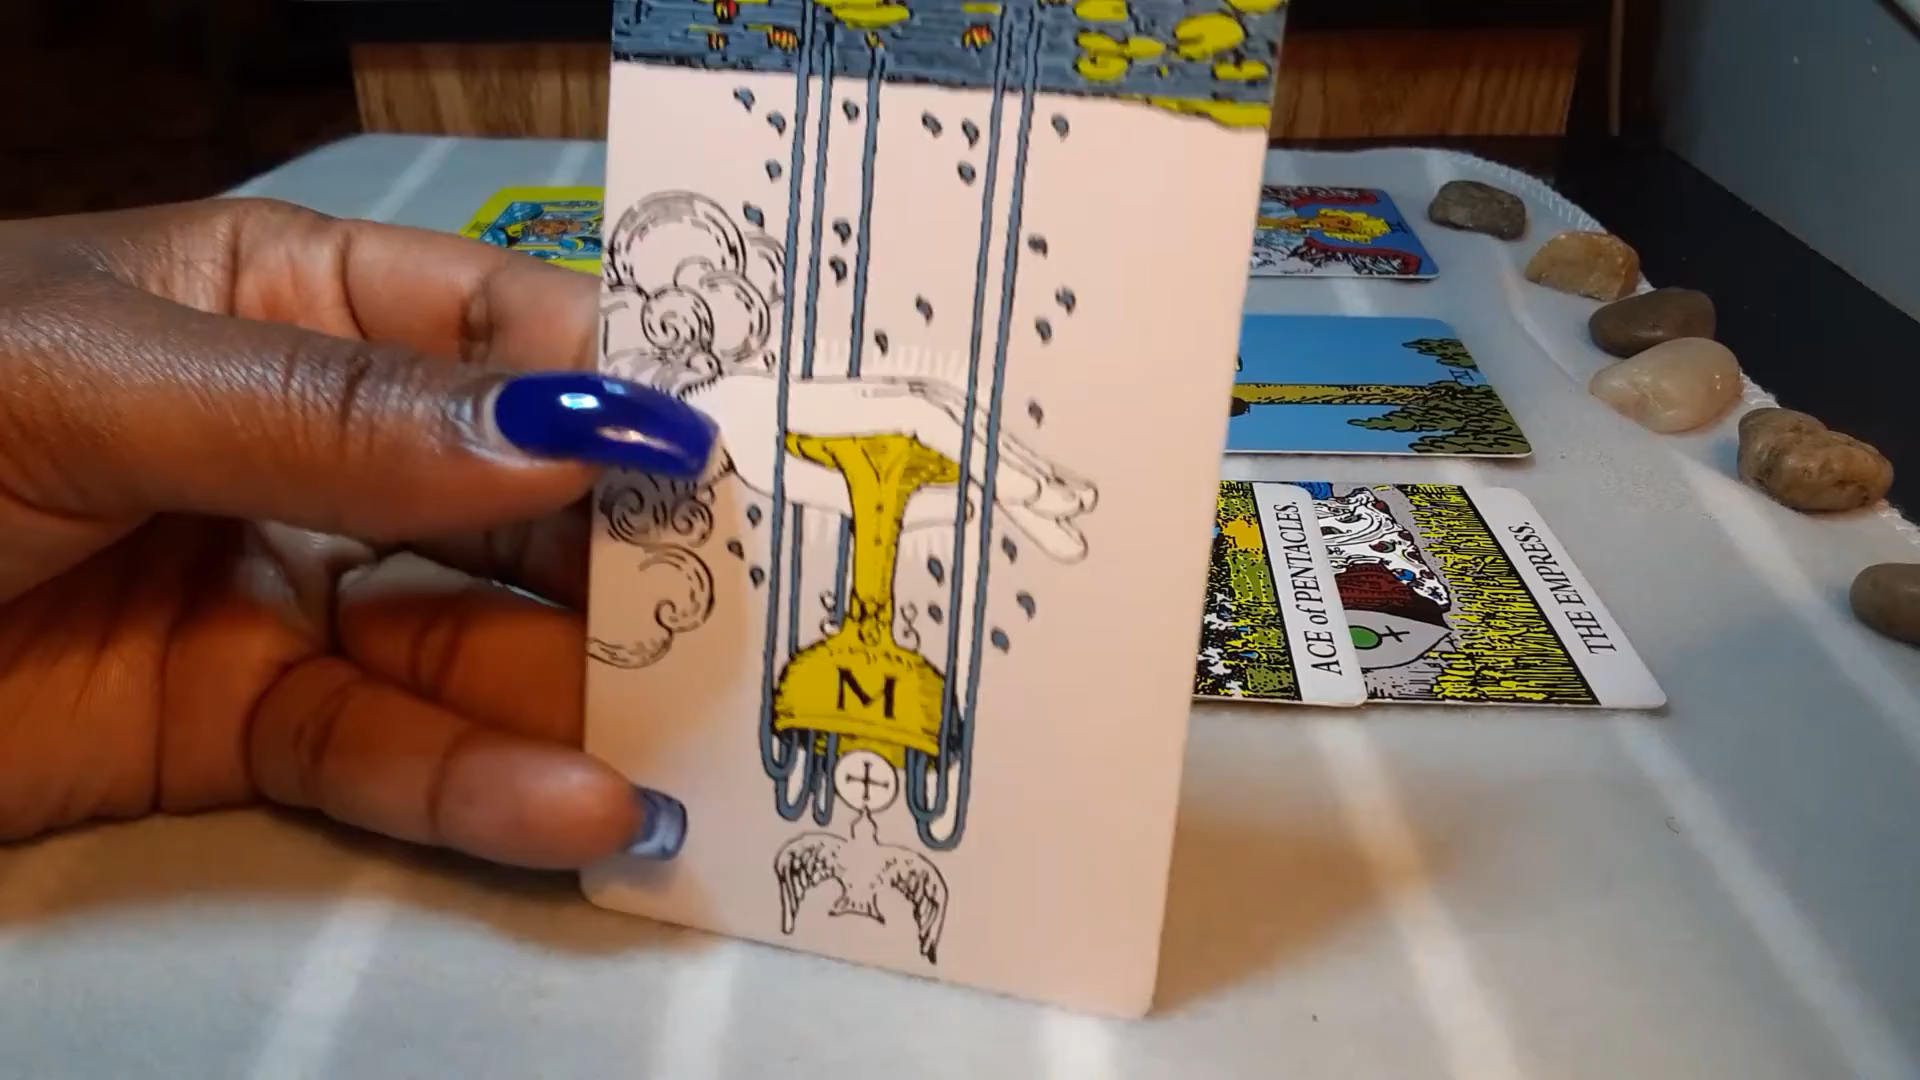 M
ACE of PENTACLES.
THE EMPRESS.